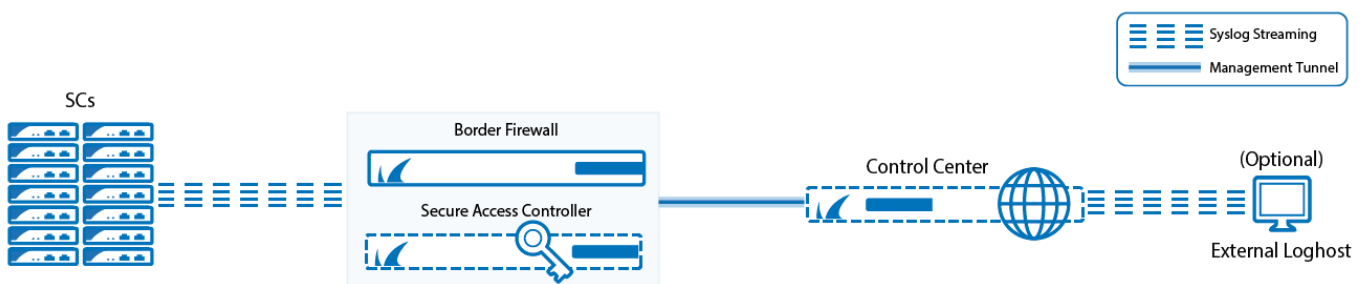 Syslog Streaming
Management Tunnel
SCs
Border Firewall
Secure Access Controller
Control Center
(Optional)
External Loghost